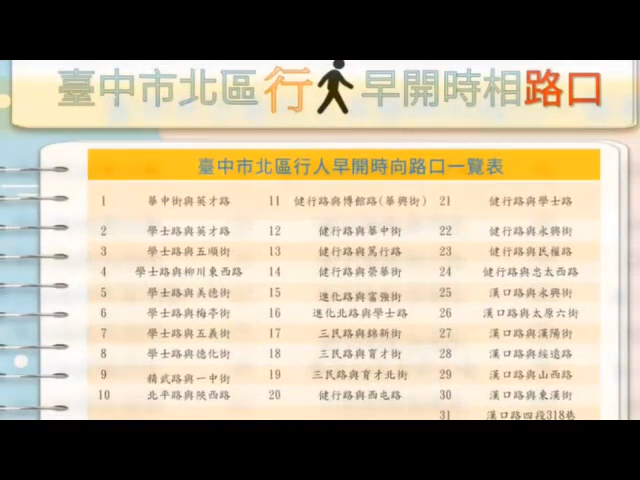 臺中市北區行 早開時相路口
臺中市北區行人早開時向路口一覽表
1 華中街與英才路 11 健行路與博館路(華興街) 21 健行路與學士路
2 學士路與英才路 12 健行路與華中街 22 健行路與永興街
3 學士路與五順街 13 健行路與篤行路 23 健行路與民權路
4 學士路與柳川東西路 14 健行路與榮華街 24 健行路與忠太西路
5 學士路與美德街 15 進化路與富強街 25 漢口路與永興街
6 學士路與梅亭街 16 進化北路與學士路 26 漢口路與太原六街
7 學士路與五義街 17 三民路與錦新街 27 漢口路與漢陽街
8 學士路與德化街 18 三民路與育才街 28 漢口路與綏遠路
9 精武路與一中街 19 三民路與育才北街 29 漢口路與山西路
10 北平路與陝西路 20 健行路與西屯路 30 漢口路與東漢街
31 漢口路四段318巷